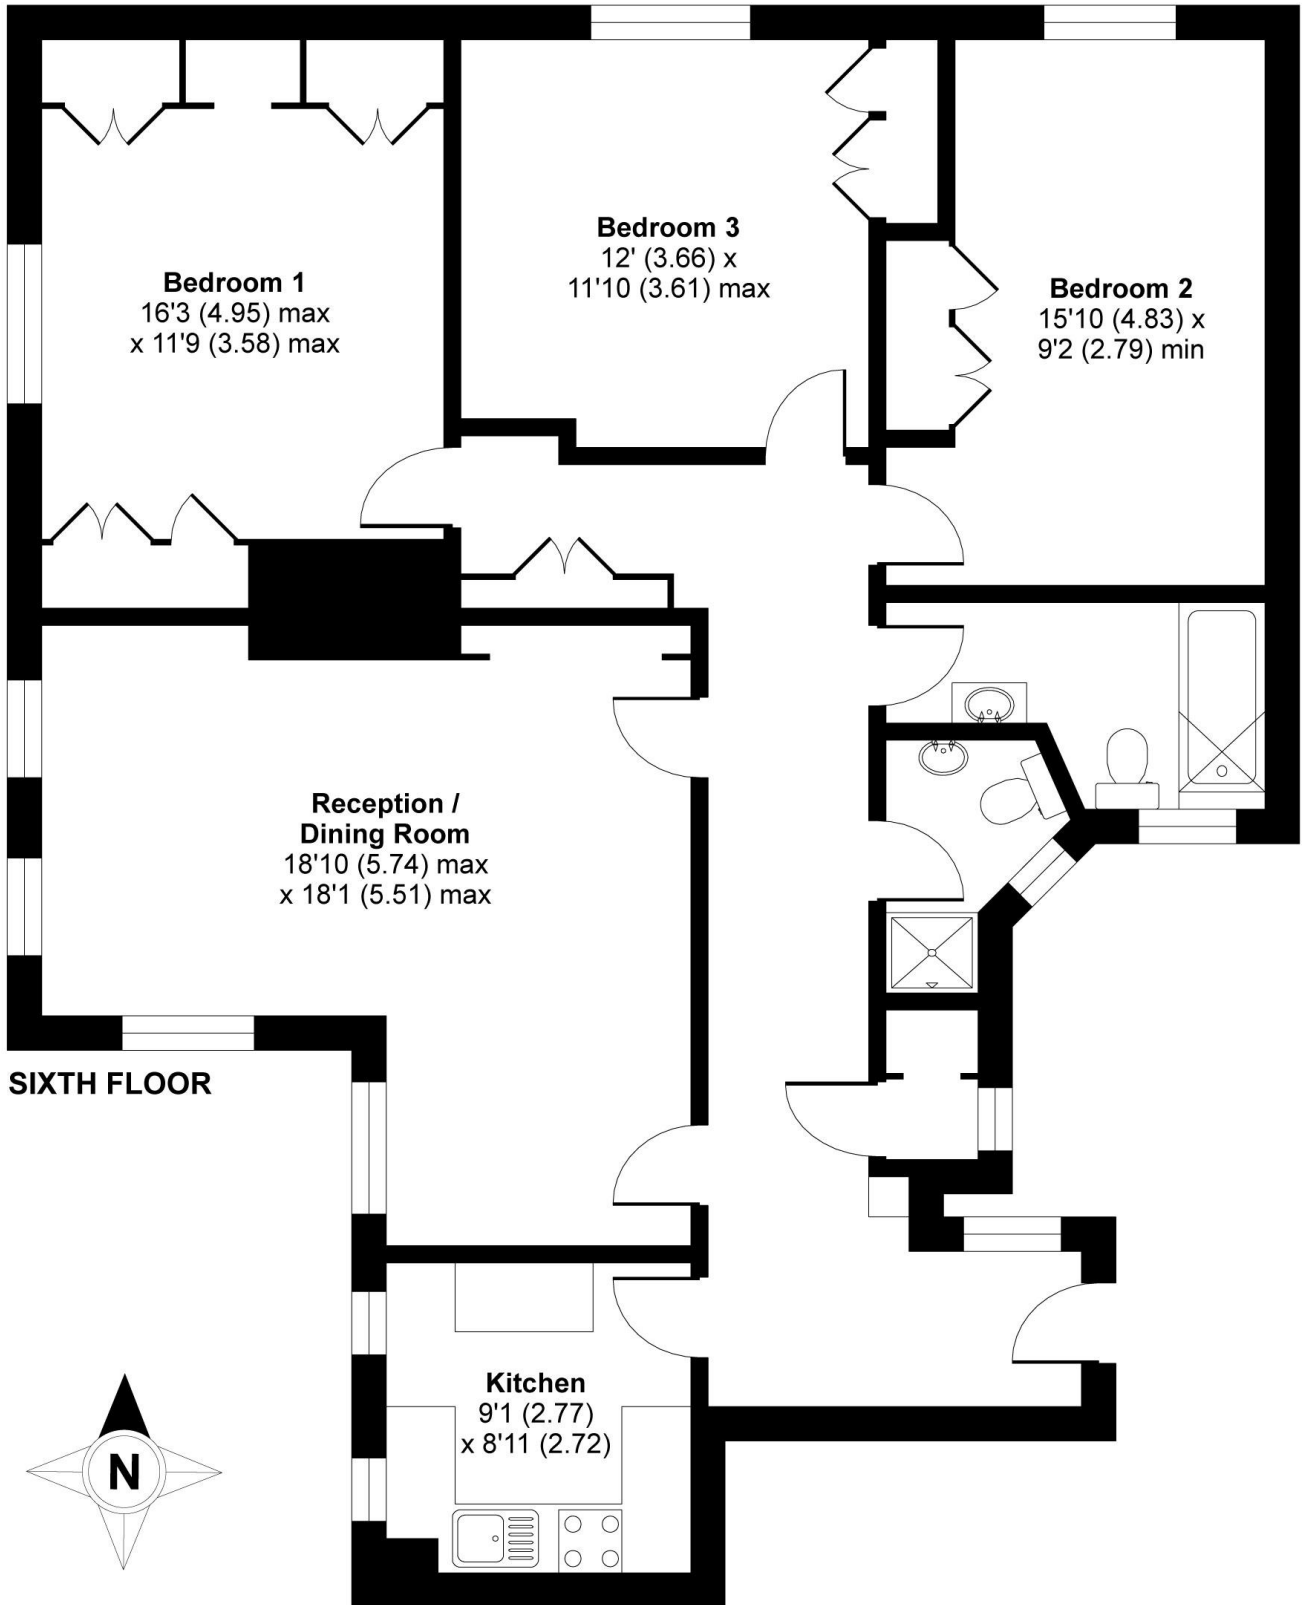 Bedroom 1
16'3 (4.95) max
x 11'9 (3.58) max
Bedroom 3
12' (3.66) x
11'10 (3.61) max
Bedroom 2
15'10 (4.83) x
9'2 (2.79) min
Reception /
Dining Room
18'10 (5.74) max
x 18'1 (5.51) max
SIXTH FLOOR
Kitchen
9'1 (2.77)
x 8'11 (2.72)
N